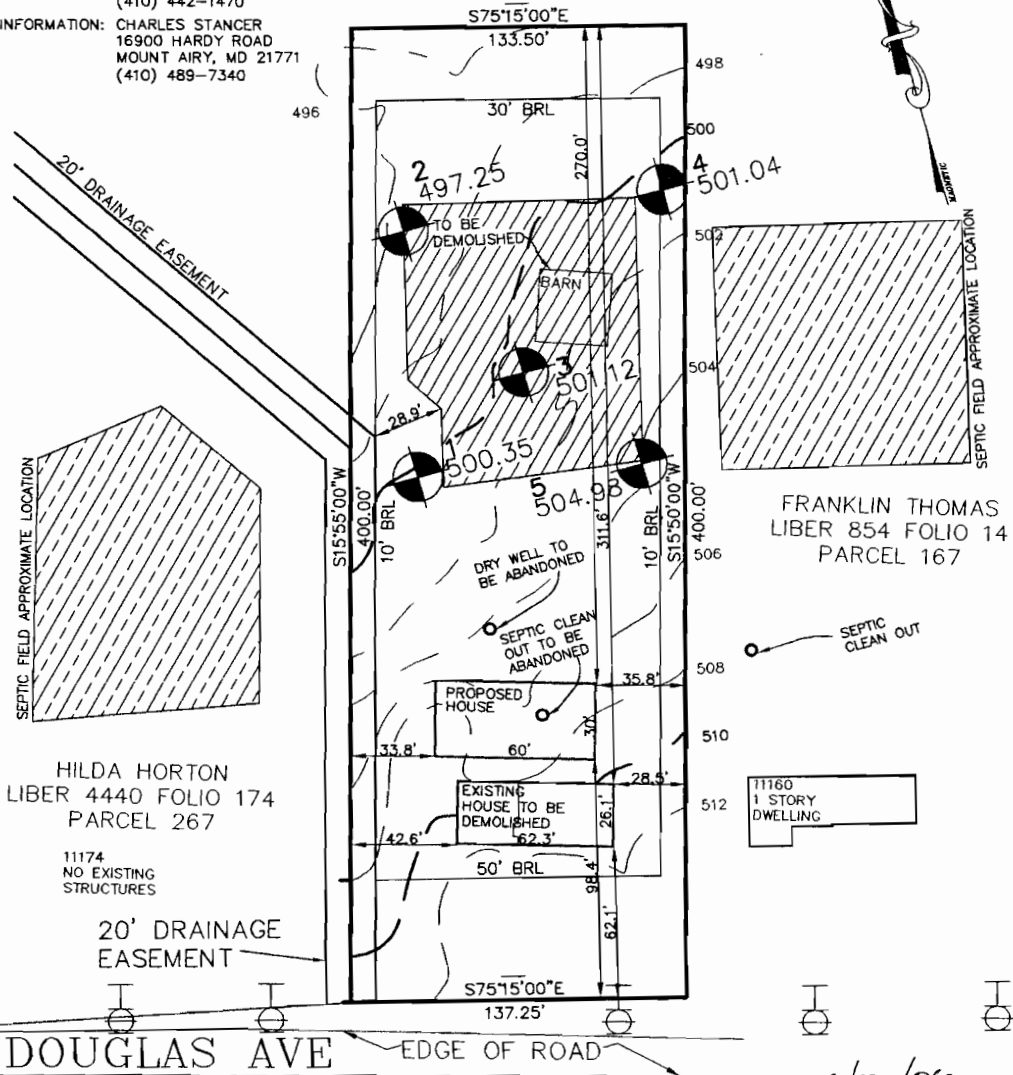 (410) 442-1470
INFORMATION: CHARLES STANCER
16900 HARDY ROAD
MOUNT AIRY, MD 21771
(410) 489-7340
S75°15'00"E
133.50'
496
498
30' BRL
500
270.0'
2
497.25
4
501.04
MAGNETIC
20' DRAINAGE EASEMENT
TO BE
DEMOLISHED
502
BARN
3
501.12
504
SEPTIC FIELD APPROXIMATE LOCATION
28.9'
1
500.35
5
504.98
SEPTIC FIELD APPROXIMATE LOCATION
S15°55'00"W
400.00'
10' BRL
311.6'
10' BRL
S15°50'00"W
400.00'
FRANKLIN THOMAS
LIBER 854 FOLIO 14
PARCEL 167
506
DRY WELL TO
BE ABANDONED
SEPTIC CLEAN
OUT TO BE
ABANDONED
SEPTIC
CLEAN OUT
508
35.8'
PROPOSED
HOUSE
30'
33.8'
60'
510
HILDA HORTON
LIBER 4440 FOLIO 174
PARCEL 267
28.5'
EXISTING
HOUSE TO BE
DEMOLISHED
26.1'
512
11160
1 STORY
DWELLING
42.6'
62.3'
11174
NO EXISTING
STRUCTURES
50' BRL
98.4'
62.1'
20' DRAINAGE
EASEMENT
S75°15'00"E
137.25'
DOUGLAS AVE
EDGE OF ROAD